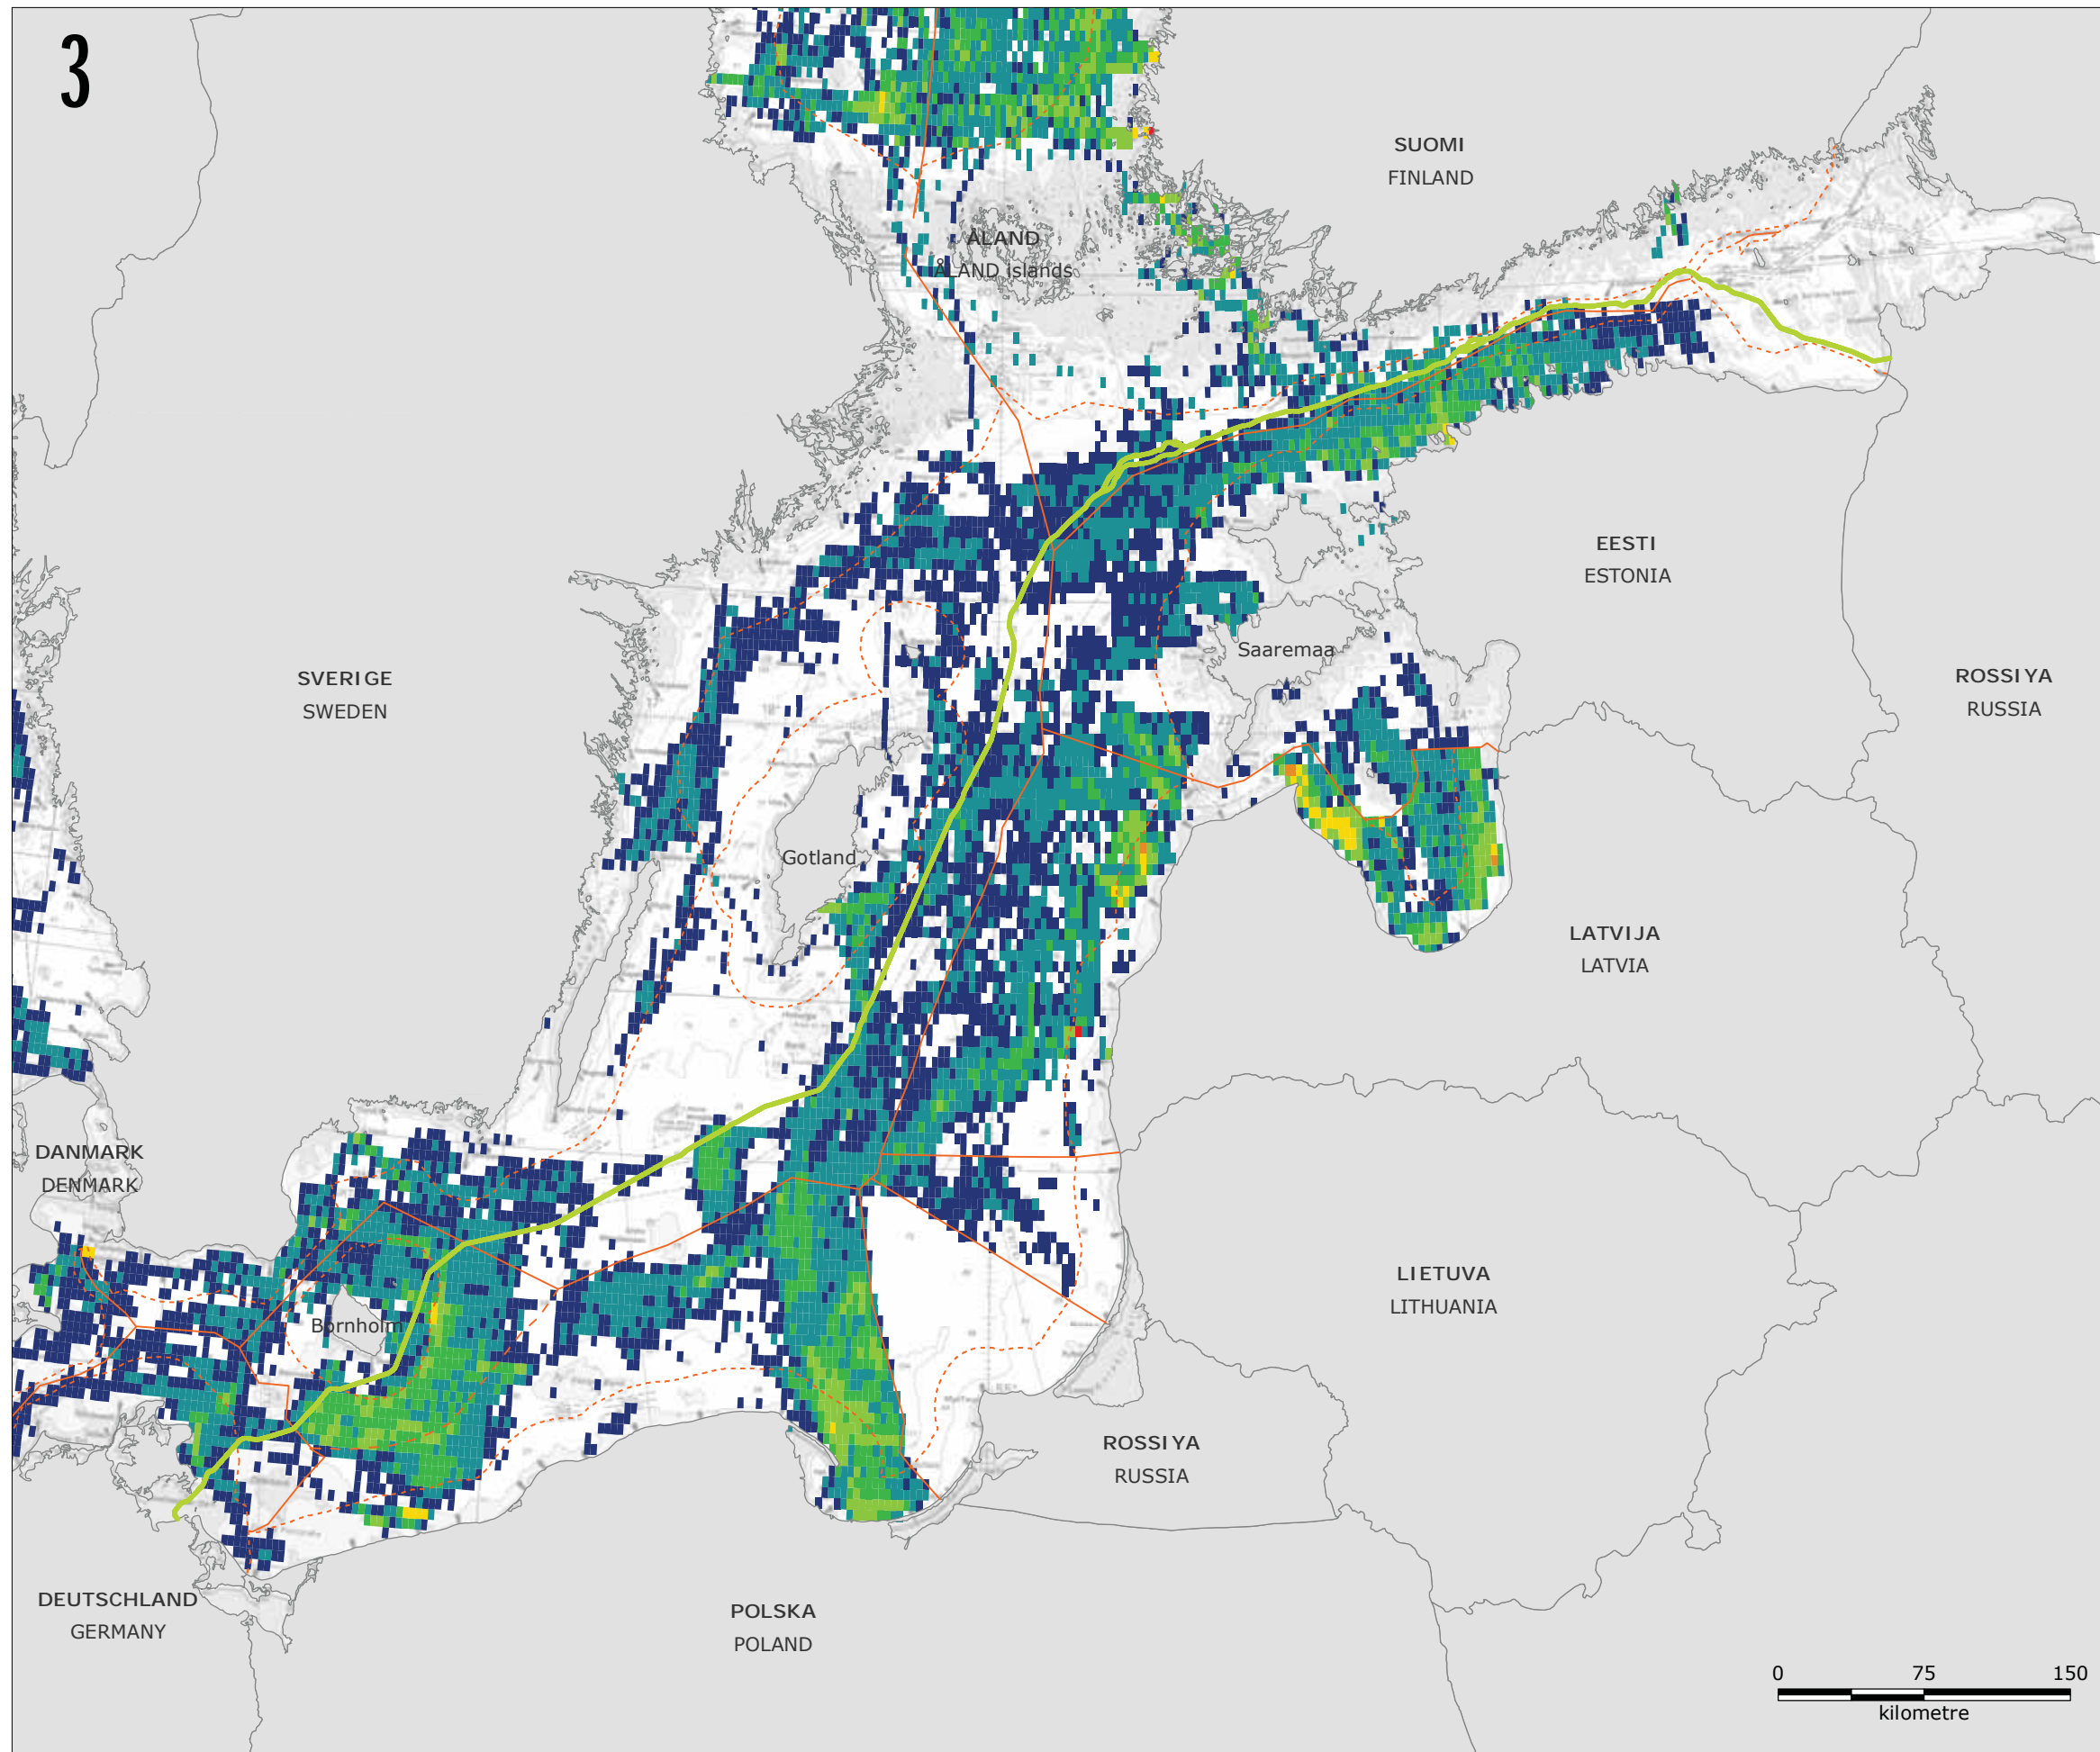 3
SUOMI
FINLAND
ÅLAND
ÅLAND islands
EESTI
ESTONIA
Saaremaa
SVERIGE
SWEDEN
ROSSIYA
RUSSIA
Gotland
LATVIJA
LATVIA
DANMARK
DENMARK
LIETUVA
LITHUANIA
Bornholm
ROSSIYA
RUSSIA
DEUTSCHLAND
GERMANY
POLSKA
POLAND
0 75 150
kilometre